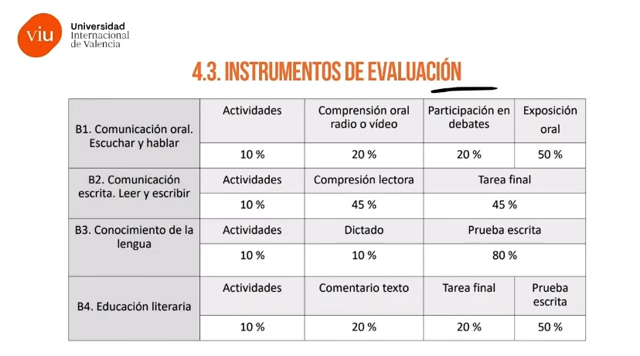 viu
Universidad
Internacional
de Valencia
4.3. INSTRUMENTOS DE EVALUACIÓN
B1. Comunicación oral.
Escuchar y hablar
Actividades
Comprensión oral
radio o vídeo
Participación en
debates
Exposición
oral
10 %
20 %
20 %
50 %
B2. Comunicación
escrita. Leer y escribir
Actividades
Compresión lectora
Tarea final
10 %
45 %
45 %
B3. Conocimiento de la
lengua
Actividades
Dictado
Prueba escrita
10 %
10 %
80 %
B4. Educación literaria
Actividades
Comentario texto
Tarea final
Prueba
escrita
10 %
20 %
20 %
50 %